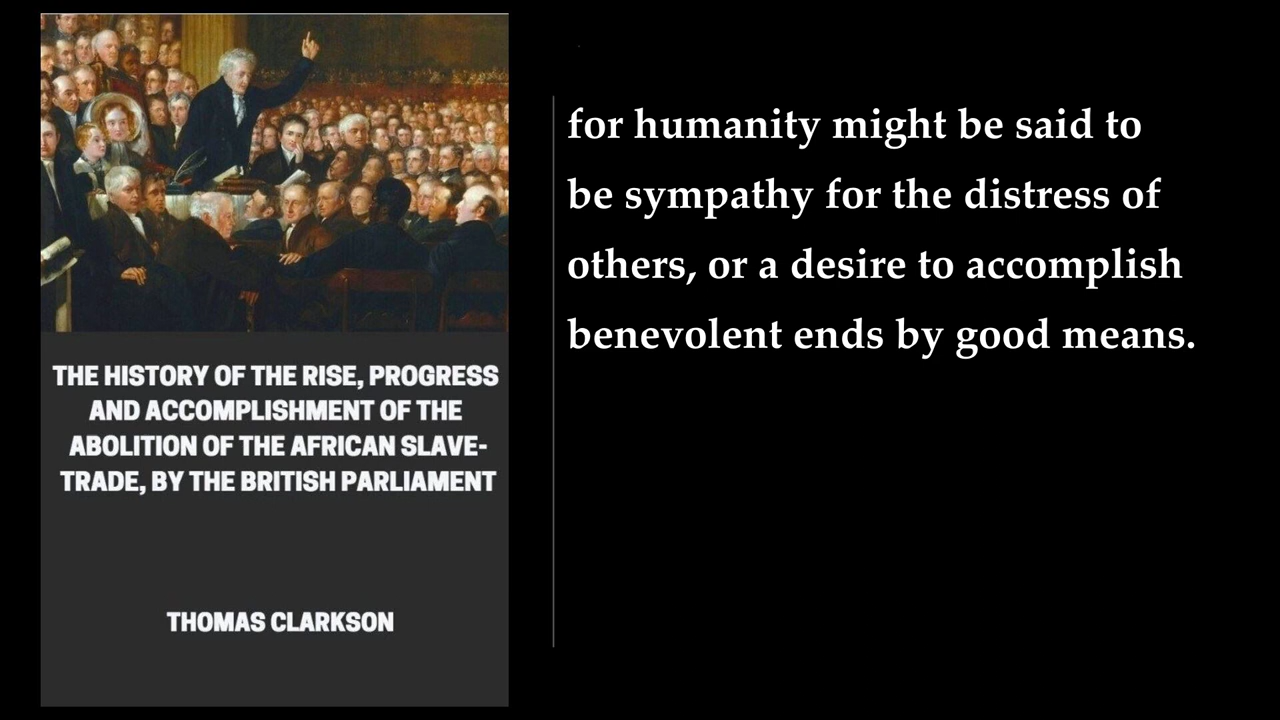 THE HISTORY OF THE RISE, PROGRESS
AND ACCOMPLISHMENT OF THE
ABOLITION OF THE AFRICAN SLAVE-
TRADE, BY THE BRITISH PARLIAMENT
THOMAS CLARKSON
for humanity might be said to
be sympathy for the distress of
others, or a desire to accomplish
benevolent ends by good means.